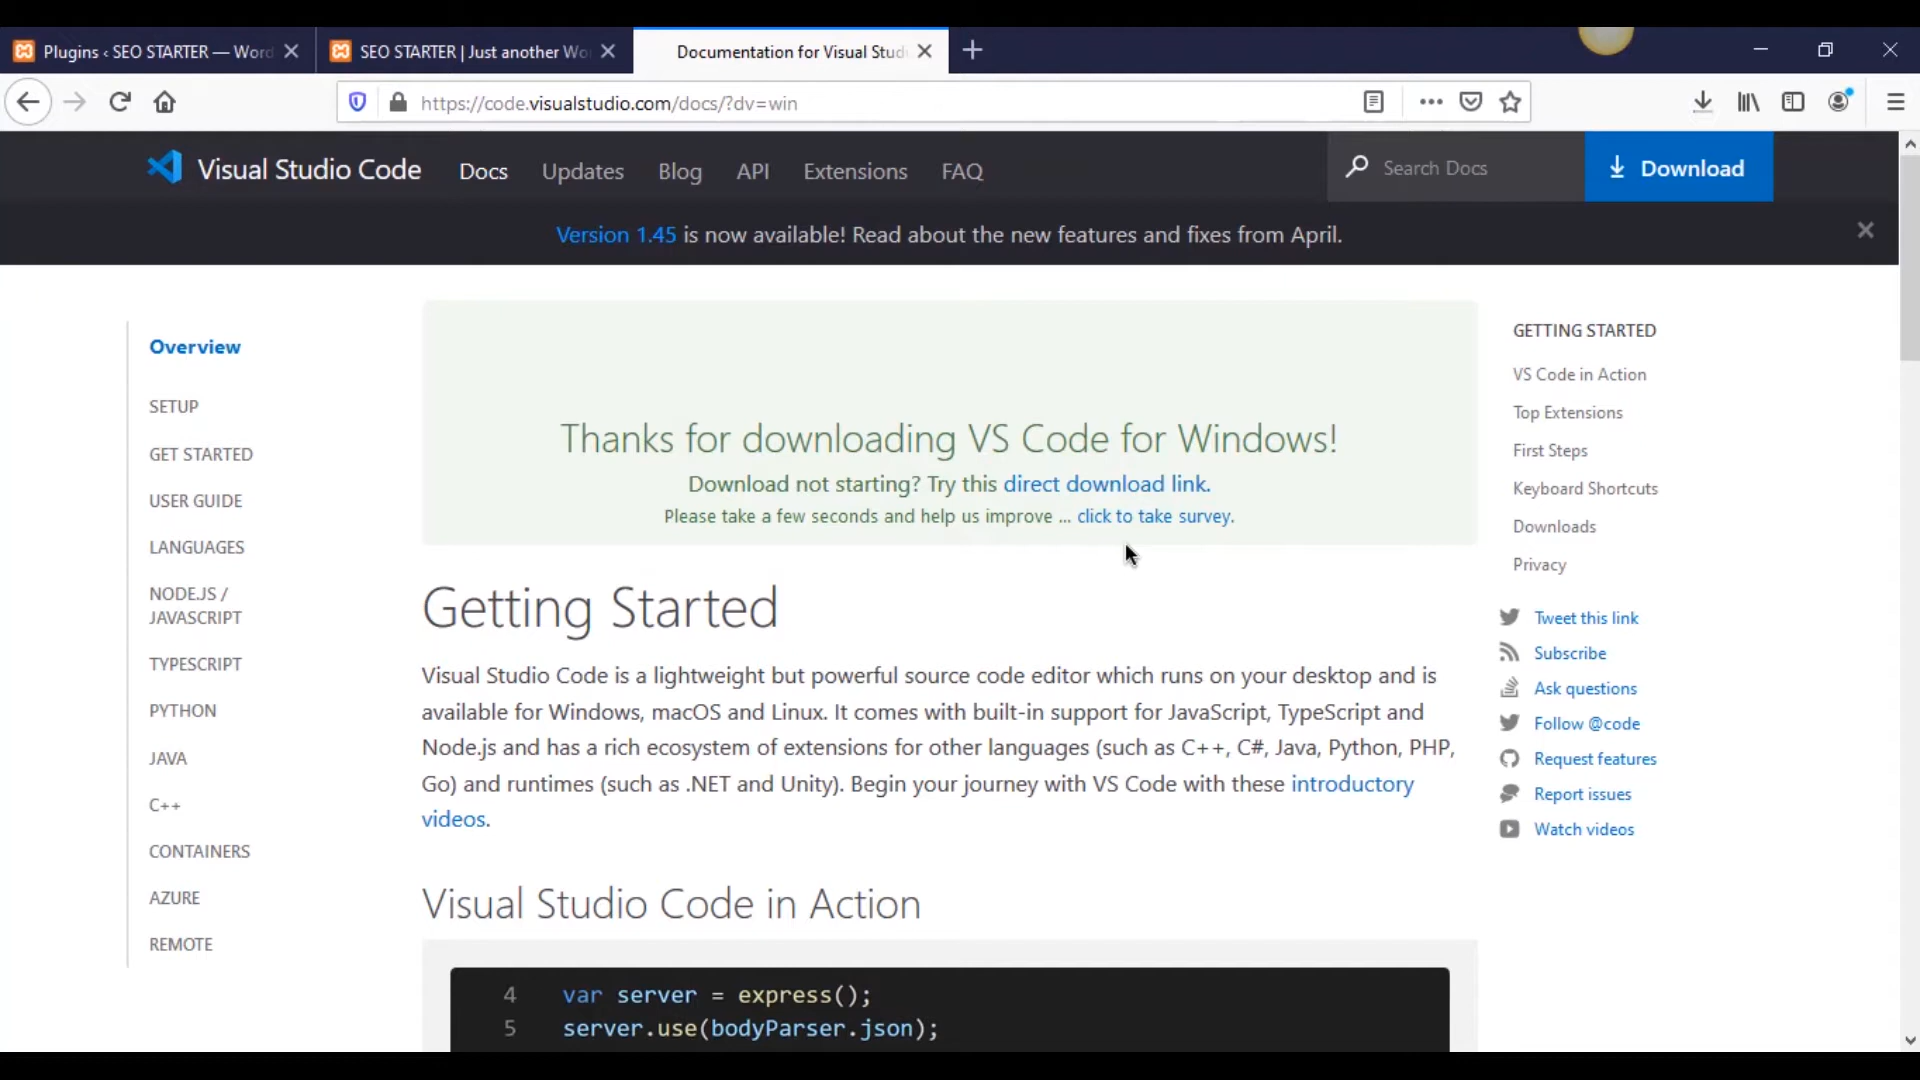 Plugins ‹ SEO STARTER — Word
SEO STARTER | Just another Wo
Documentation for Visual Stud
https://code.visualstudio.com/docs/?dv=win
Visual Studio Code
Docs
Updates
Blog
API
Extensions
FAQ
Search Docs
Download
Version 1.45 is now available! Read about the new features and fixes from April.
Overview
SETUP
GET STARTED
USER GUIDE
LANGUAGES
NODE.JS /
JAVASCRIPT
TYPESCRIPT
PYTHON
JAVA
C++
CONTAINERS
AZURE
REMOTE
Thanks for downloading VS Code for Windows!
Download not starting? Try this direct download link.
Please take a few seconds and help us improve ... click to take survey.
Getting Started
Visual Studio Code is a lightweight but powerful source code editor which runs on your desktop and is
available for Windows, macOS and Linux. It comes with built-in support for JavaScript, TypeScript and
Node.js and has a rich ecosystem of extensions for other languages (such as C++, C#, Java, Python, PHP,
Go) and runtimes (such as .NET and Unity). Begin your journey with VS Code with these introductory
videos.
Visual Studio Code in Action
4 var server = express();
5 server.use(bodyParser.json);
GETTING STARTED
VS Code in Action
Top Extensions
First Steps
Keyboard Shortcuts
Downloads
Privacy
Tweet this link
Subscribe
Ask questions
Follow @code
Request features
Report issues
Watch videos